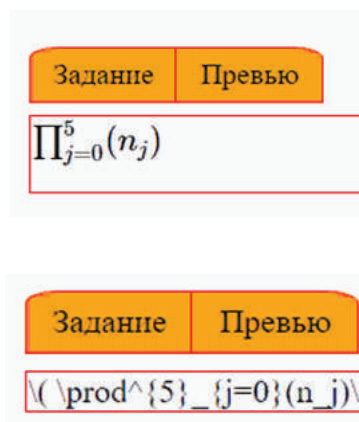 Задание Превью
∏_{j=0}^{5}(n_j)
Задание Превью
\( \prod^{5}_{j=0}(n_j)\